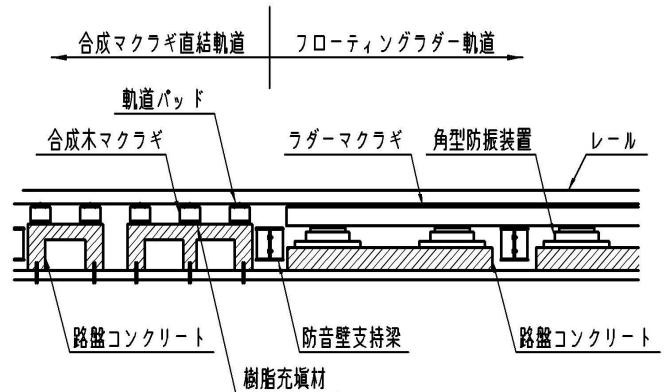 合成マクラギ直結軌道
フローティングラダー軌道
軌道パッド
合成木マクラギ
ラダーマクラギ
角型防振装置
レール
路盤コンクリート
防音壁支持梁
路盤コンクリート
樹脂充填材